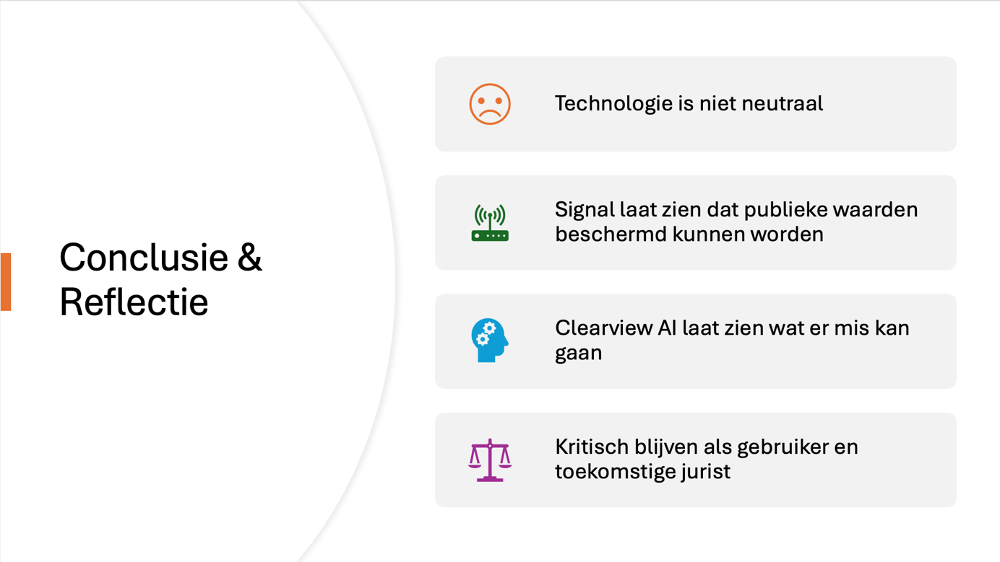 Conclusie &
Reflectie
Technologie is niet neutraal
Signal laat zien dat publieke waarden
beschermd kunnen worden
Clearview AI laat zien wat er mis kan
gaan
Kritisch blijven als gebruiker en
toekomstige jurist